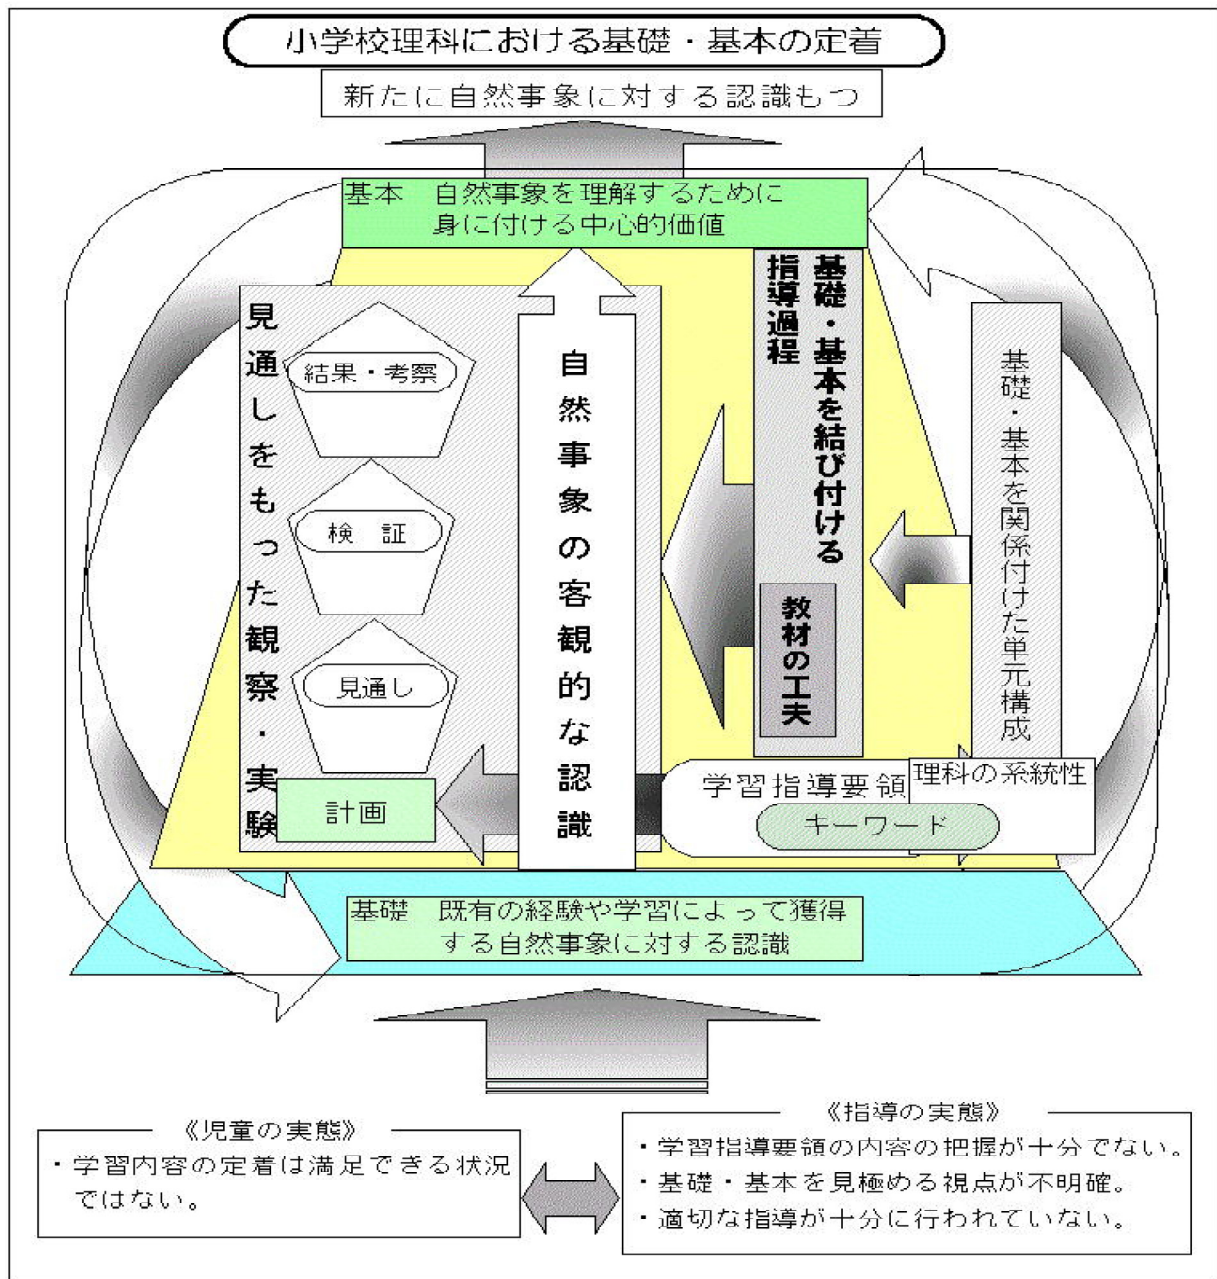 小学校理科における基礎・基本の定着
新たに自然事象に対する認識もつ
基本　自然事象を理解するために
身に付ける中心的価値
見通しをもった観察・実験
結果・考察
検　証
見通し
計画
自然事象の客観的な認識
基礎・基本を結び付ける
指導過程
教材の工夫
基礎・基本を関係付けた単元構成
学習指導要領
理科の系統性
キーワード
基礎　既有の経験や学習によって獲得
する自然事象に対する認識
《児童の実態》
・学習内容の定着は満足できる状況
ではない。
《指導の実態》
・学習指導要領の内容の把握が十分でない。
・基礎・基本を見極める視点が不明確。
・適切な指導が十分に行われていない。